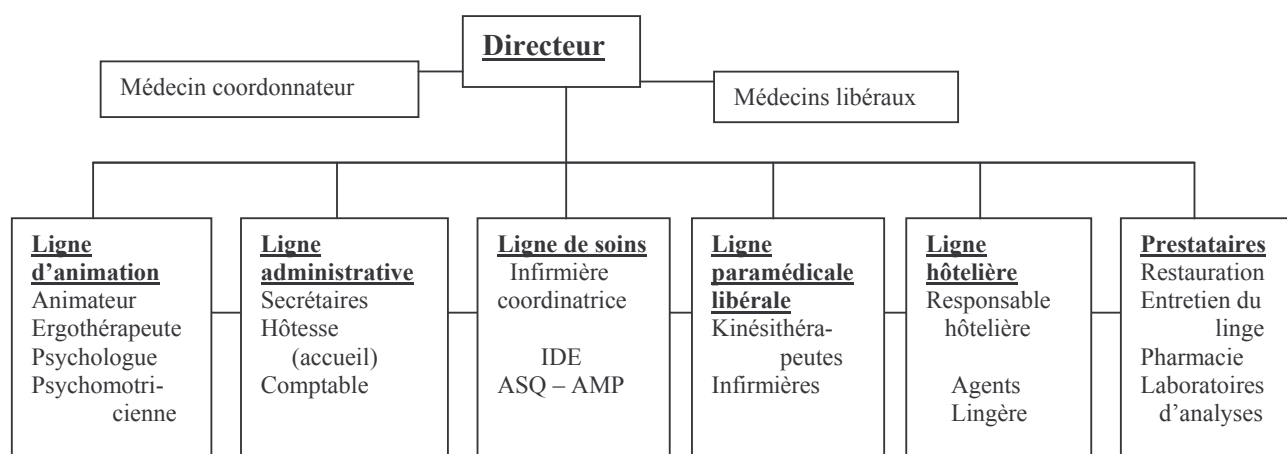 Directeur
Médecin coordonnateur
Médecins libéraux
Ligne
d’animation
Animateur
Ergothérapeute
Psychologue
Psychomotri-
cienne
Ligne
administrative
Secrétaires
Hôtesse
(accueil)
Comptable
Ligne de soins
Infirmière
coordinatrice
IDE
ASQ – AMP
Ligne
paramédicale
libérale
Kinésithéra-
peutes
Infirmières
Ligne
hôtelière
Responsable
hôtelière
Agents
Lingère
Prestataires
Restauration
Entretien du
linge
Pharmacie
Laboratoires
d’analyses